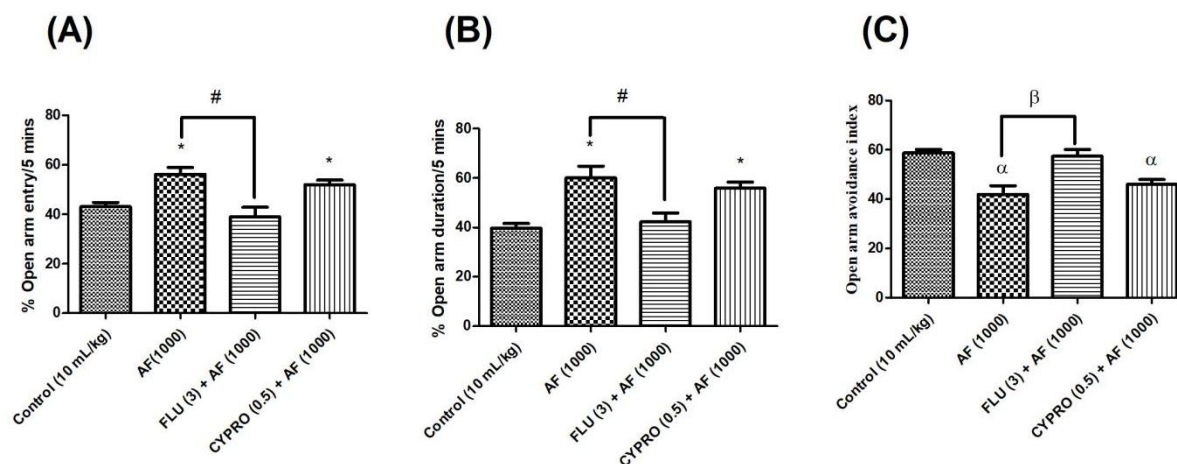 (A)
% Open arm entry/5 mins
80
60
40
20
0
#
*
*
Control (10 mL/kg)
AF(1000)
FLU (3) + AF (1000)
CYPRO (0.5) + AF (1000)
(B)
% Open arm duration/5 mins
80
60
40
20
0
#
*
*
Control (10 mL/kg)
AF (1000)
FLU (3) + AF (1000)
CYPRO (0.5) + AF (1000)
(C)
Open arm avoidance index
80
60
40
20
0
β
α
α
Control (10 mL/kg)
AF (1000)
FLU (3) + AF (1000)
CYPRO (0.5) + AF (1000)